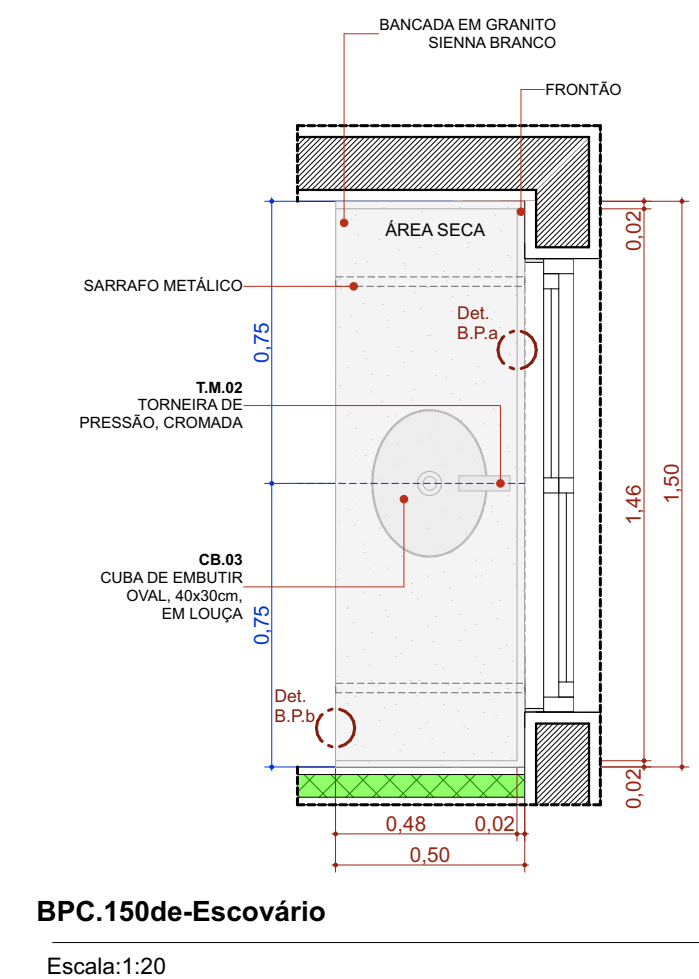 BANCADA EM GRANITO
SIENNA BRANCO
FRONTÃO
ÁREA SECA
0,02
SARRAFO METÁLICO
Det.
B.P.a
0,75
T.M.02
TORNEIRA DE
PRESSÃO, CROMADA
1,46
1,50
CB.03
CUBA DE EMBUTIR
OVAL, 40x30cm,
EM LOUÇA
0,75
Det.
B.P.b
0,02
0,48
0,02
0,50
BPC.150de-Escovário
Escala:1:20